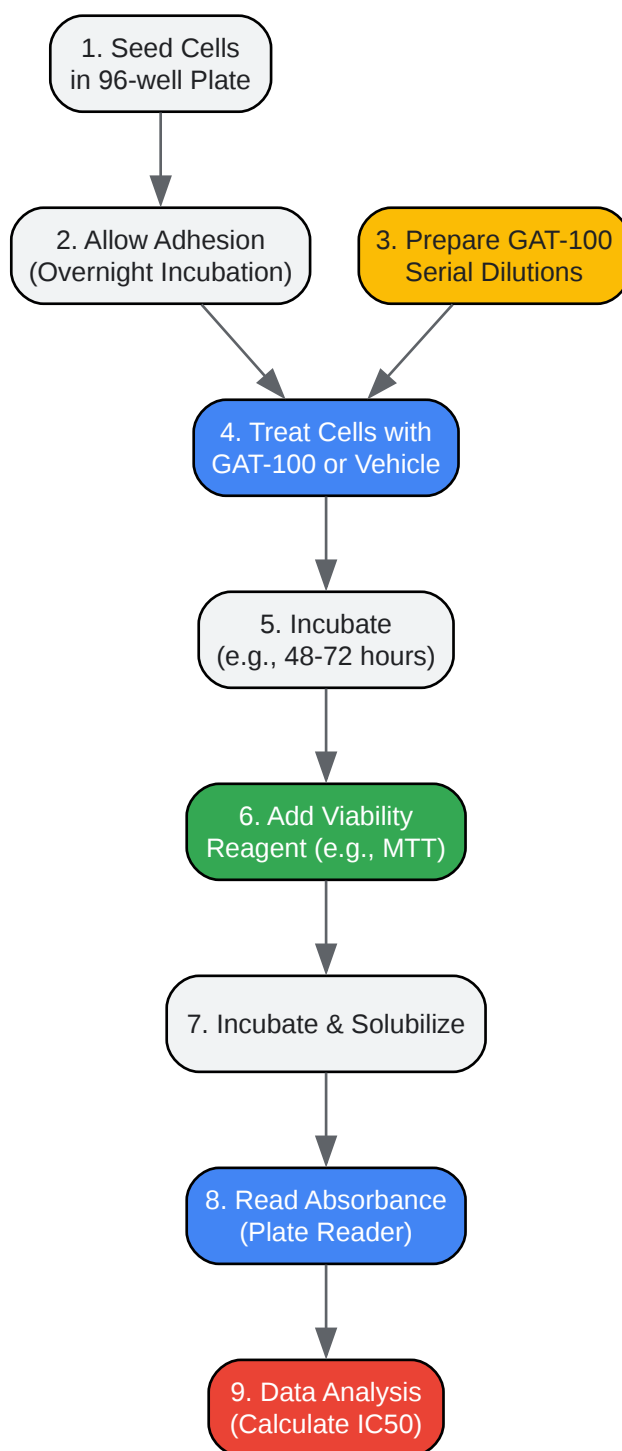 1. Seed Cells
in 96-well Plate
2. Allow Adhesion
(Overnight Incubation)
3. Prepare GAT-100
Serial Dilutions
4. Treat Cells with
GAT-100 or Vehicle
5. Incubate
(e.g., 48-72 hours)
6. Add Viability
Reagent (e.g., MTT)
7. Incubate & Solubilize
8. Read Absorbance
(Plate Reader)
9. Data Analysis
(Calculate IC50)